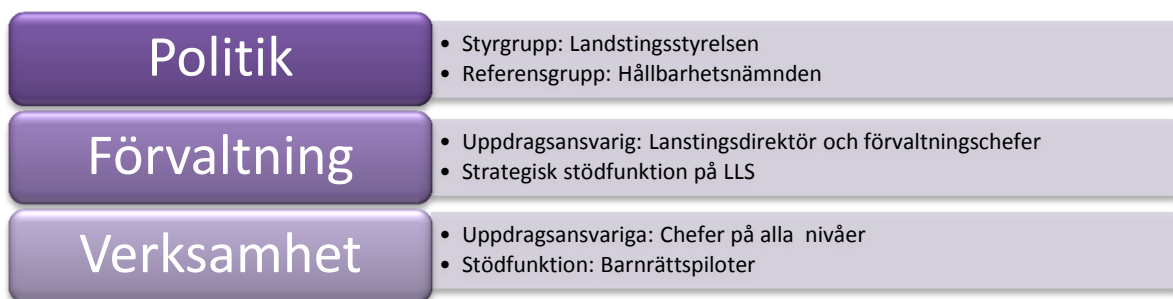 Politik
• Styrgrupp: Landstingsstyrelsen
• Referensgrupp: Hållbarhetsnämnden
Förvaltning
• Uppdragsansvarig: Lanstingsdirektör och förvaltningschefer
• Strategisk stödfunktion på LLS
Verksamhet
• Uppdragsansvariga: Chefer på alla nivåer
• Stödfunktion: Barnrättspiloter